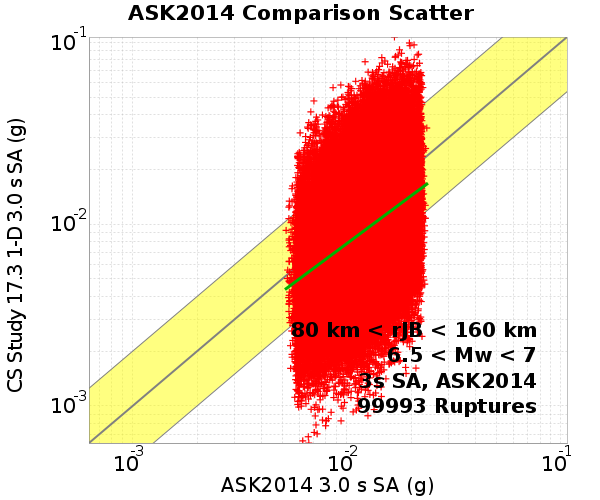 ASK2014 Comparison Scatter
CS Study 17.3 1-D 3.0 s SA (g)
10-1
10-2
10-3
80 km < rJB < 160 km
6.5 < Mw < 7
3s SA, ASK2014
99993 Ruptures
10-3
10-2
10-1
ASK2014 3.0 s SA (g)